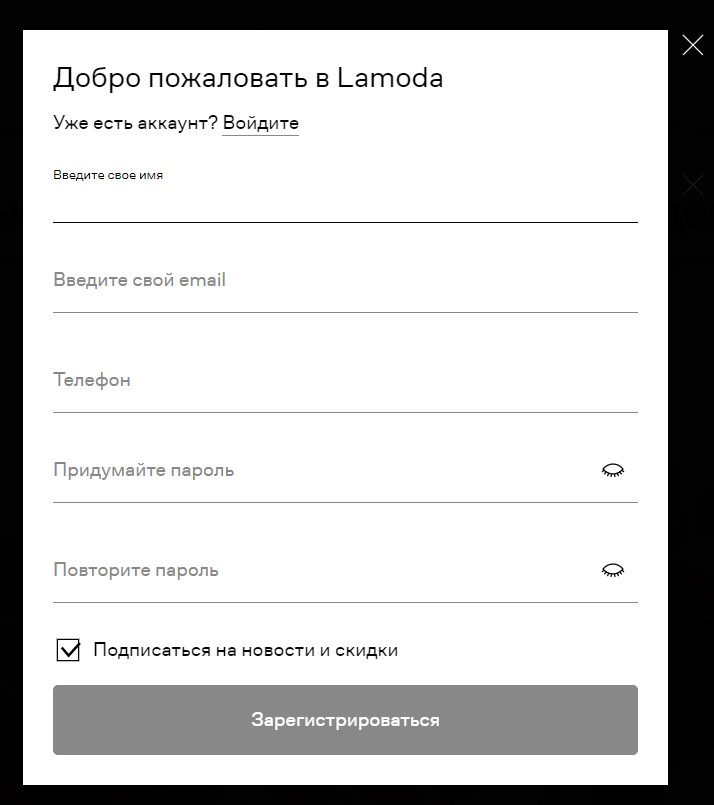 Добро пожаловать в Lamoda
Уже есть аккаунт? Войдите
Введите свое имя
Введите свой email
Телефон
Придумайте пароль
Повторите пароль
Подписаться на новости и скидки
Зарегистрироваться